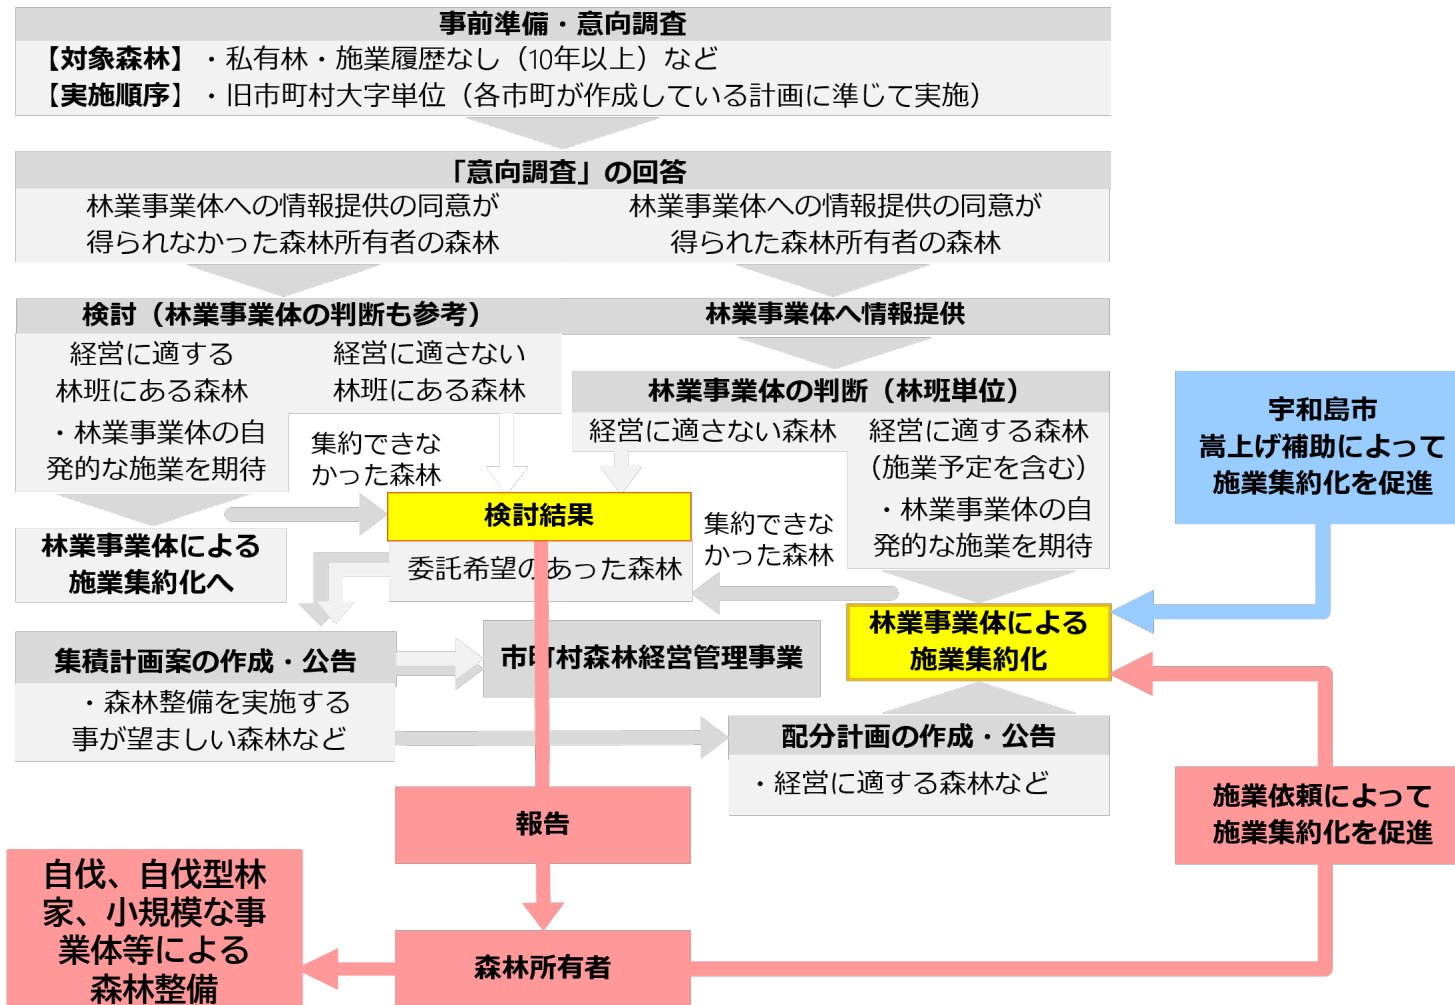 事前準備・意向調査
【対象森林】・私有林・施業履歴なし（10年以上）など
【実施順序】・旧市町村大字単位（各市町が作成している計画に準じて実施）
「意向調査」の回答
林業事業体への情報提供の同意が
得られなかった森林所有者の森林
林業事業体への情報提供の同意が
得られた森林所有者の森林
検討（林業事業体の判断も参考）
経営に適する
林班にある森林
・林業事業体の自
発的な施業を期待
経営に適さない
林班にある森林
林業事業体へ情報提供
林業事業体の判断（林班単位）
経営に適さない森林
経営に適する森林
（施業予定を含む）
・林業事業体の自
発的な施業を期待
宇和島市
嵩上げ補助によって
施業集約化を促進
集約できな
かった森林
検討結果
委託希望のあった森林
集約できな
かった森林
林業事業体による
施業集約化へ
林業事業体による
施業集約化
集積計画案の作成・公告
・森林整備を実施する
事が望ましい森林など
市町村森林経営管理事業
配分計画の作成・公告
・経営に適する森林など
施業依頼によって
施業集約化を促進
報告
森林所有者
自伐、自伐型林
家、小規模な事
業体等による
森林整備